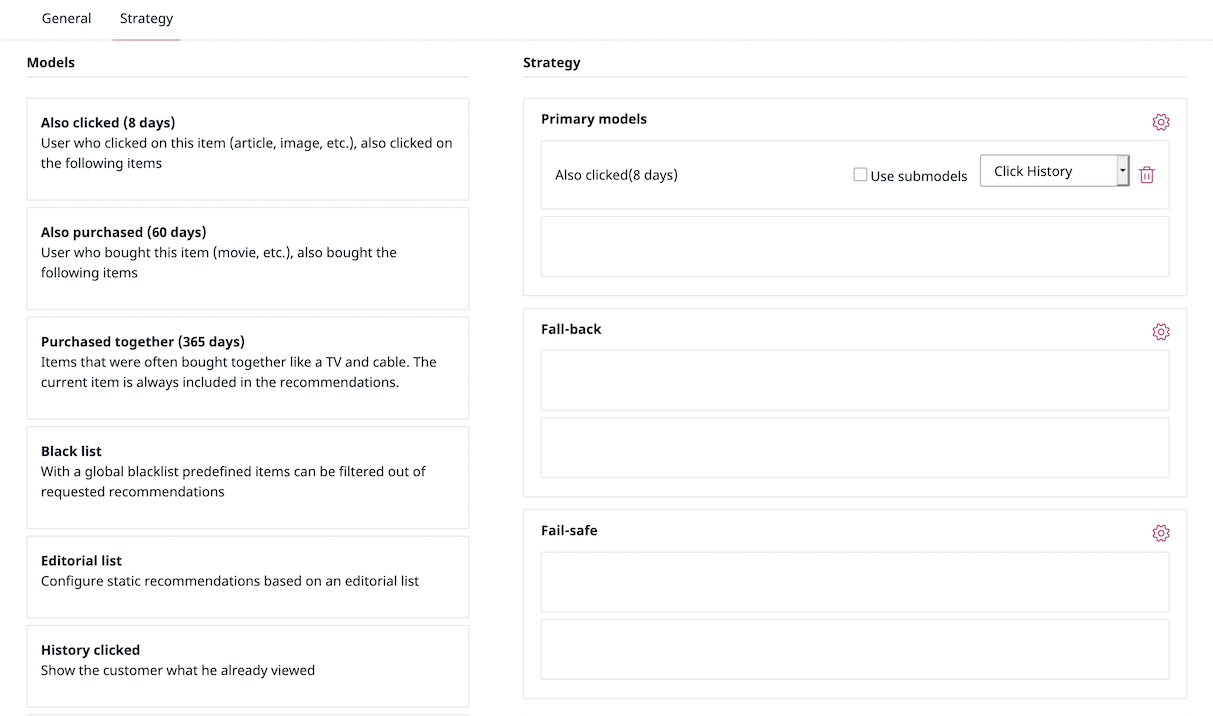 General
Strategy
Models
Also clicked (8 days)
User who clicked on this item (article, image, etc.), also clicked on
the following items
Also purchased (60 days)
User who bought this item (movie, etc.), also bought the
following items
Purchased together (365 days)
Items that were often bought together like a TV and cable. The
current item is always included in the recommendations.
Black list
With a global blacklist predefined items can be filtered out of
requested recommendations
Editorial list
Configure static recommendations based on an editorial list
History clicked
Show the customer what he already viewed
Strategy
Primary models
Also clicked(8 days)
Use submodels
Click History
Fall-back
Fail-safe